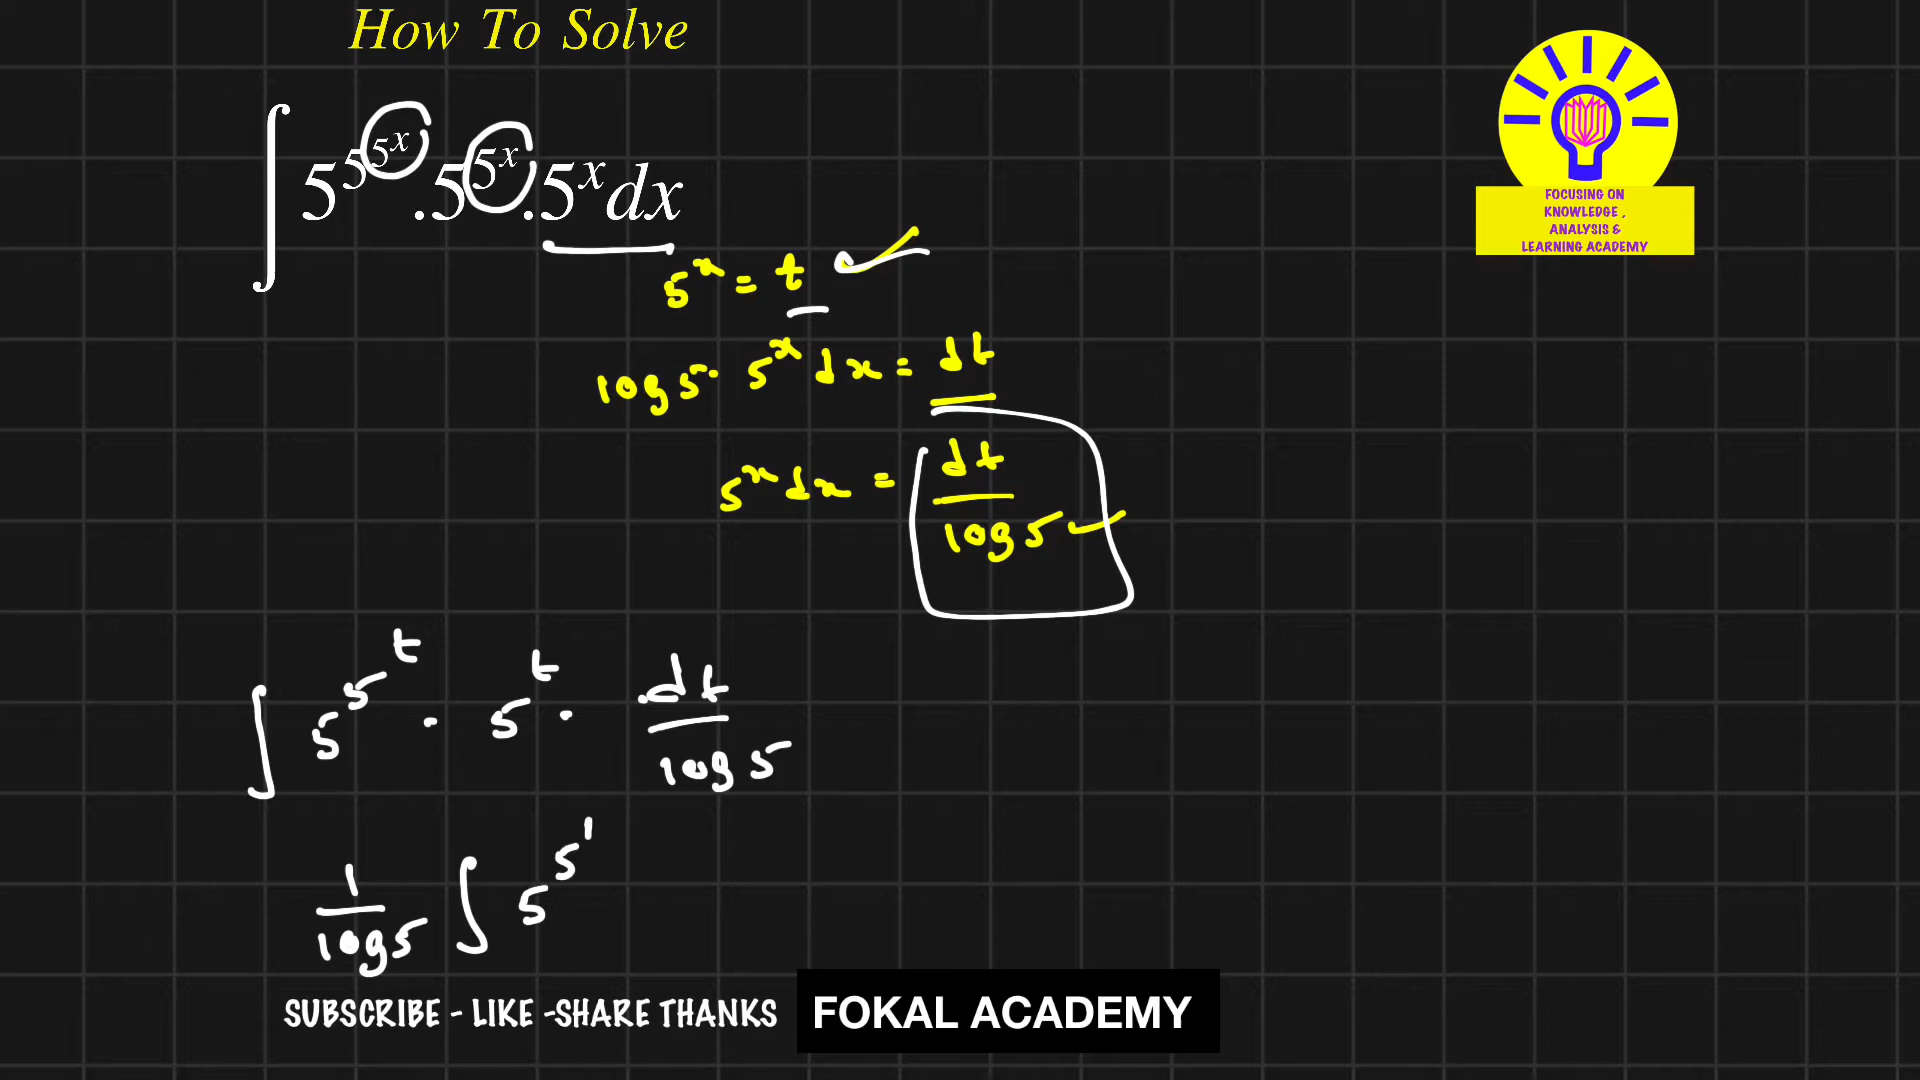 How To Solve
∫ 5^{5^{5^x}} . 5^{5^x} . 5^x dx
5^x = t
log 5 · 5^x dx = dt
5^x dx = dt / log 5
∫ 5^{5^t} · 5^t · dt / log 5
1 / log 5 ∫ 5^{5^1}
SUBSCRIBE - LIKE -SHARE THANKS
FOKAL ACADEMY
FOCUSING ON
KNOWLEDGE ,
ANALYSIS &
LEARNING ACADEMY